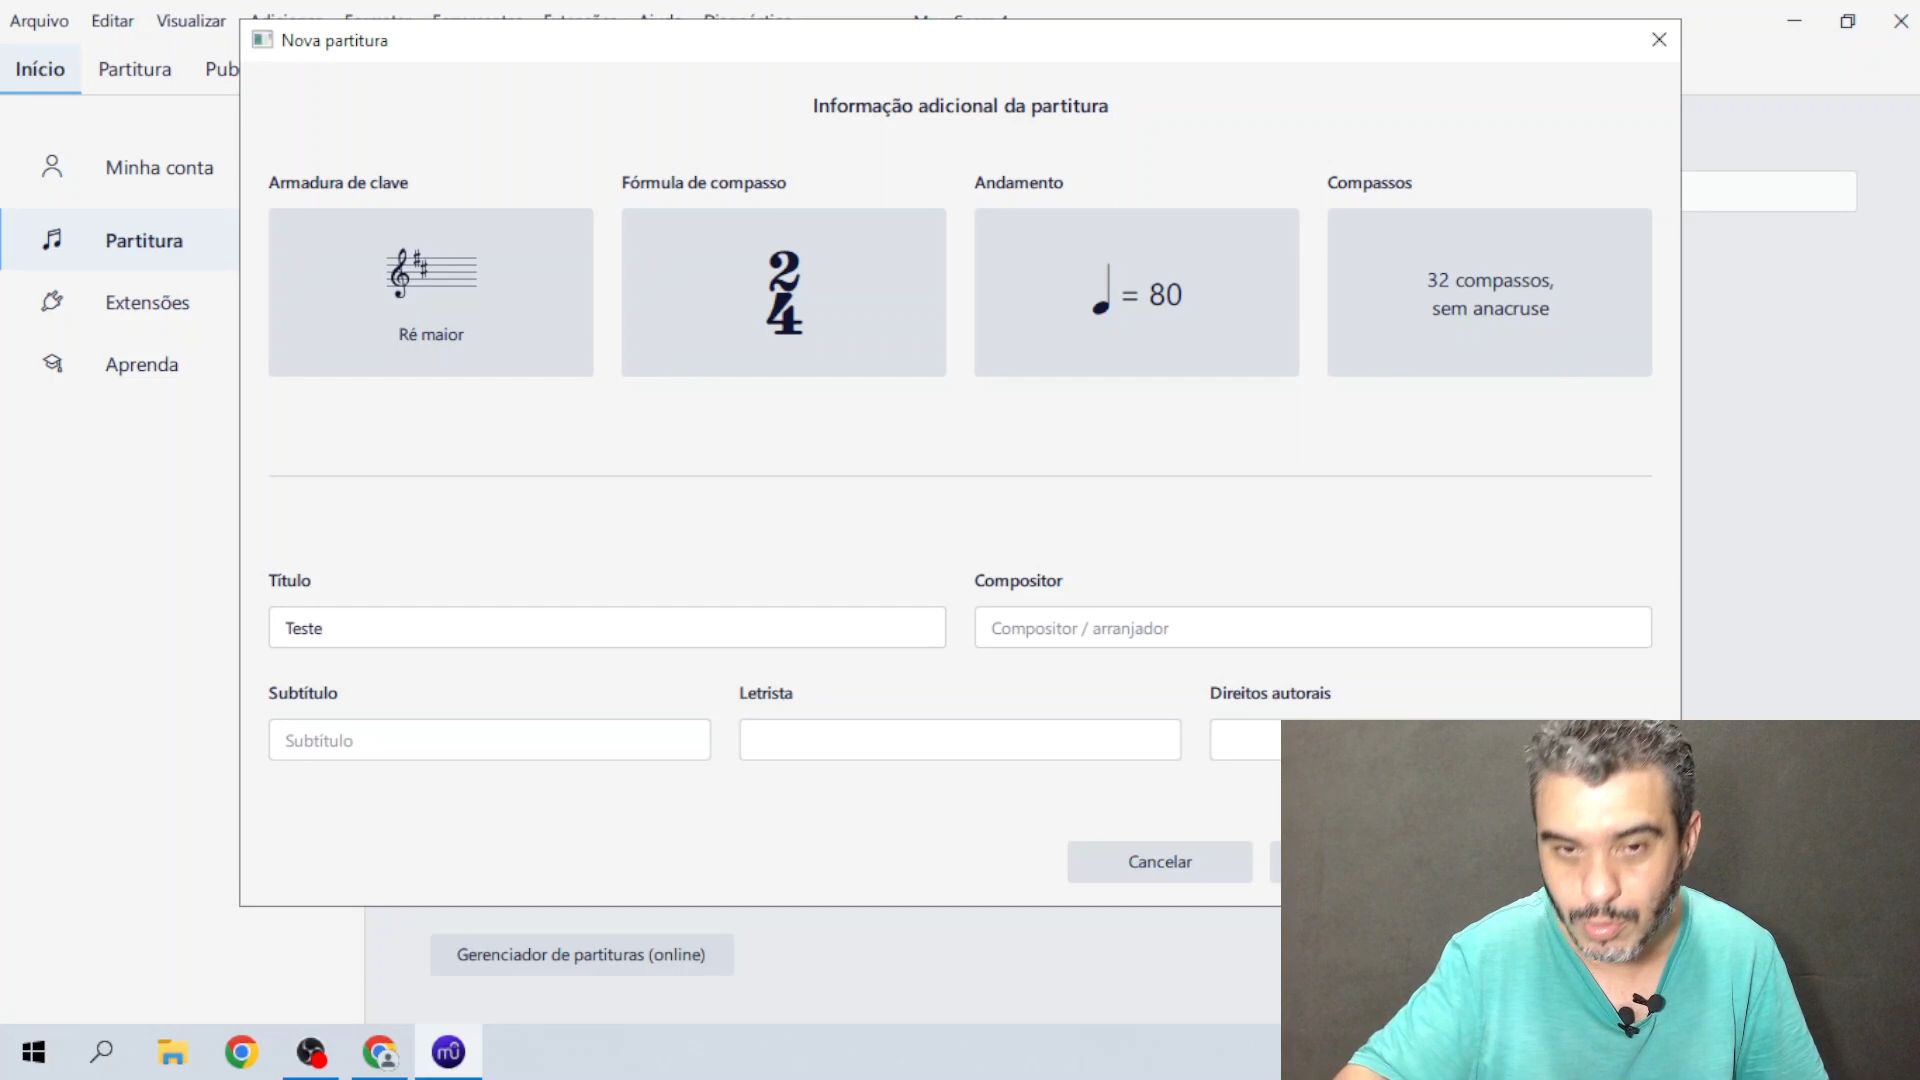 Arquivo Editar Visualizar
Nova partitura
Início Partitura Pub
Informação adicional da partitura
Minha conta
Partitura
Extensões
Aprenda
Armadura de clave Fórmula de compasso Andamento Compassos
Ré maior
2
4
= 80
32 compassos,
sem anacruse
Título Compositor
Teste Compositor / arranjador
Subtítulo Letrista Direitos autorais
Subtítulo
Cancelar
Gerenciador de partituras (online)